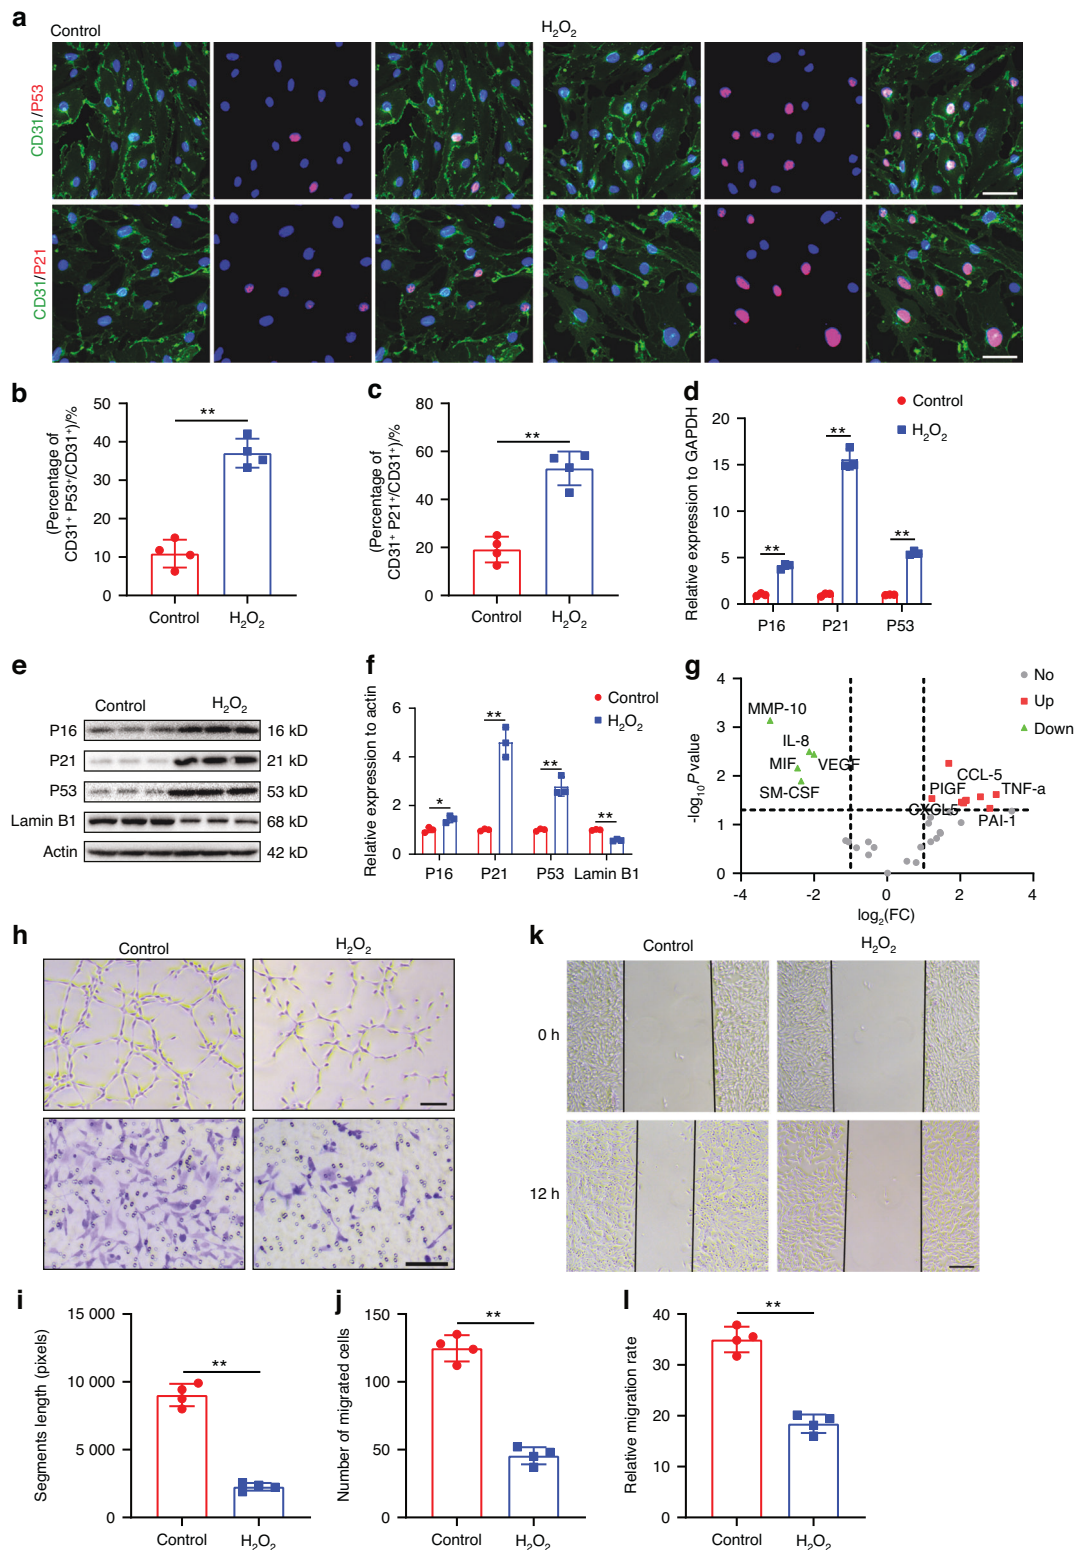 a
Control
H₂O₂
CD31/P53
CD31/P21
b
(Percentage of
CD31⁺ P53⁺/CD31⁺)/%
50
40
30
20
10
0
**
Control
H₂O₂
c
(Percentage of
CD31⁺ P21⁺/CD31⁺)/%
80
60
40
20
0
**
Control
H₂O₂
d
Control
H₂O₂
Relative expression to GAPDH
20
15
10
5
0
**
**
**
P16
P21
P53
e
Control
H₂O₂
P16
16 kD
P21
21 kD
P53
53 kD
Lamin B1
68 kD
Actin
42 kD
f
Control
H₂O₂
Relative expression to actin
6
4
2
0
*
**
**
**
P16
P21
P53
Lamin B1
g
No
Up
Down
-log₁₀ P value
4
3
2
1
0
MMP-10
IL-8
MIF
VEGF
SM-CSF
CCL-5
PIGF
TNF-a
CXCL5
PAI-1
-4
-2
0
2
4
log₂(FC)
h
Control
H₂O₂
k
Control
H₂O₂
0 h
12 h
i
Segments length (pixels)
15 000
10 000
5 000
0
**
Control
H₂O₂
j
Number of migrated cells
150
100
50
0
**
Control
H₂O₂
l
Relative migration rate
40
30
20
10
0
**
Control
H₂O₂